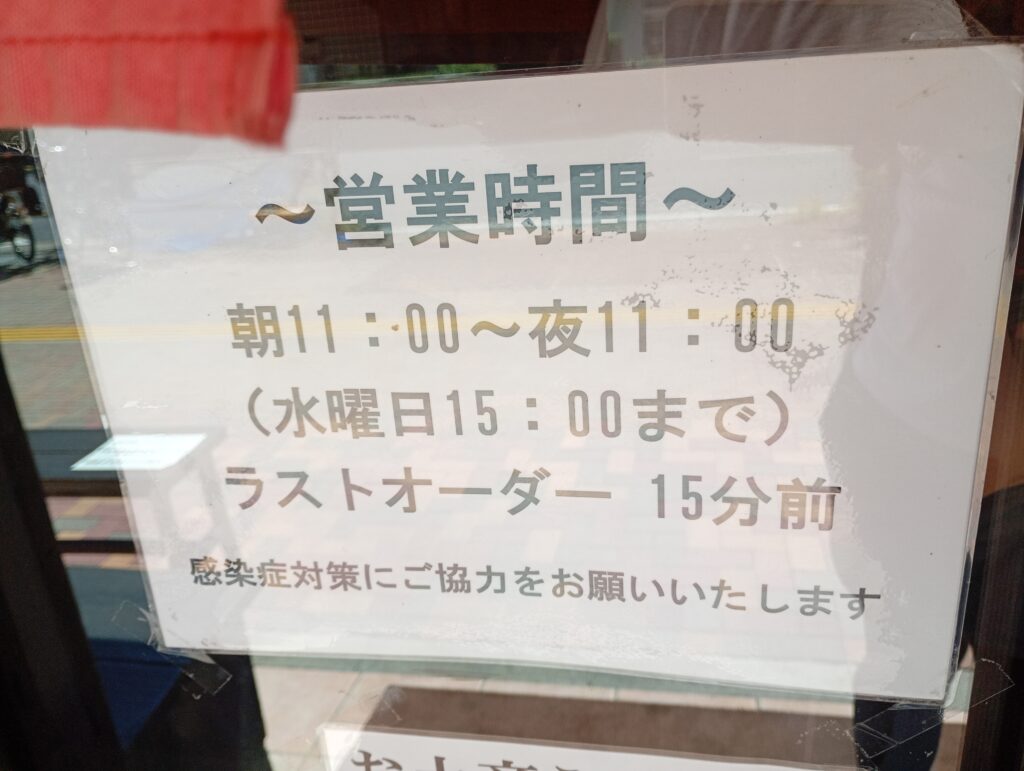 ～営業時間～
朝11：00～夜11：00
（水曜日15：00まで）
ラストオーダー 15分前
感染症対策にご協力をお願いいたします